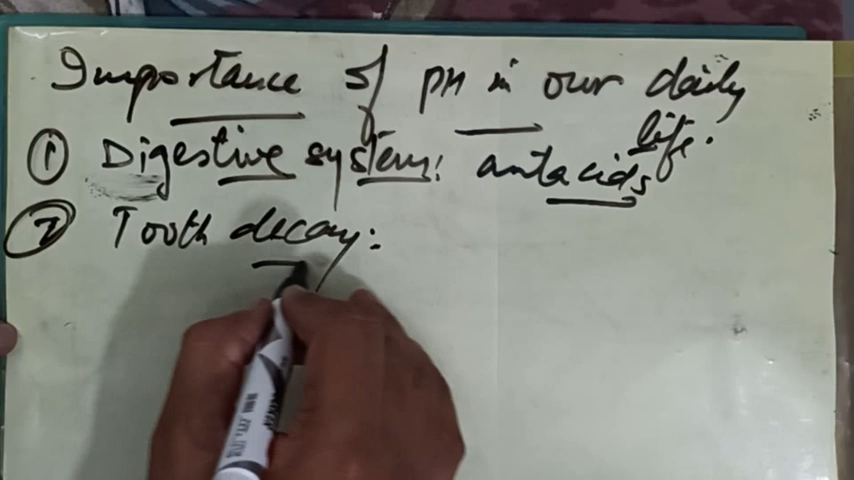 Importance of pH in our daily life.
① Digestive system: antacids
② Tooth decay: